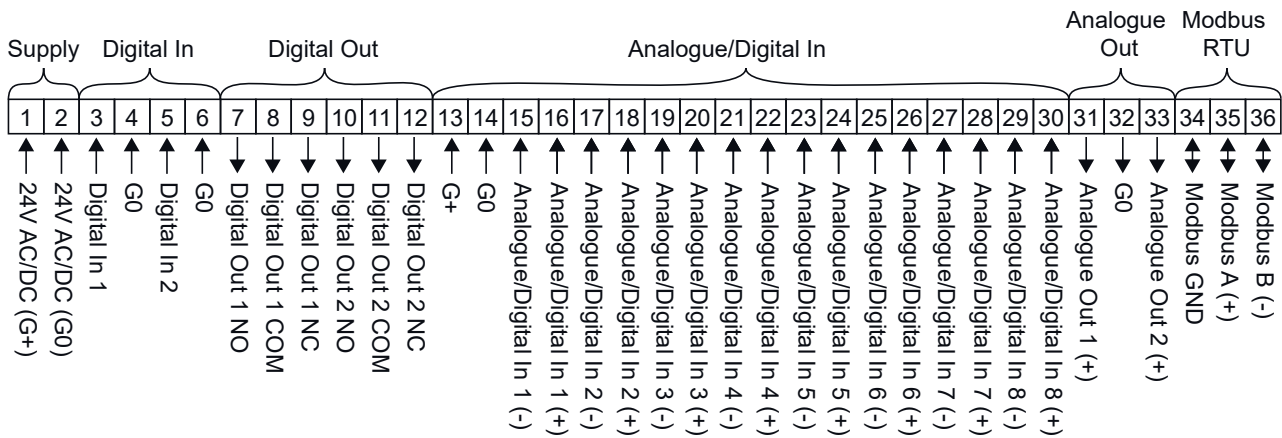 Supply
Digital In
Digital Out
Analogue/Digital In
Analogue
Out
Modbus
RTU
1 2 3 4 5 6 7 8 9 10 11 12 13 14 15 16 17 18 19 20 21 22 23 24 25 26 27 28 29 30 31 32 33 34 35 36
24V AC/DC (G+)
24V AC/DC (G0)
Digital In 1
G0
Digital In 2
G0
Digital Out 1 NO
Digital Out 1 COM
Digital Out 1 NC
Digital Out 2 NO
Digital Out 2 COM
Digital Out 2 NC
G+
G0
Analogue/Digital In 1 (-)
Analogue/Digital In 1 (+)
Analogue/Digital In 2 (-)
Analogue/Digital In 2 (+)
Analogue/Digital In 3 (-)
Analogue/Digital In 3 (+)
Analogue/Digital In 4 (-)
Analogue/Digital In 4 (+)
Analogue/Digital In 5 (-)
Analogue/Digital In 5 (+)
Analogue/Digital In 6 (-)
Analogue/Digital In 6 (+)
Analogue/Digital In 7 (-)
Analogue/Digital In 7 (+)
Analogue/Digital In 8 (-)
Analogue/Digital In 8 (+)
Analogue Out 1 (+)
G0
Analogue Out 2 (+)
Modbus GND
Modbus A (+)
Modbus B (-)